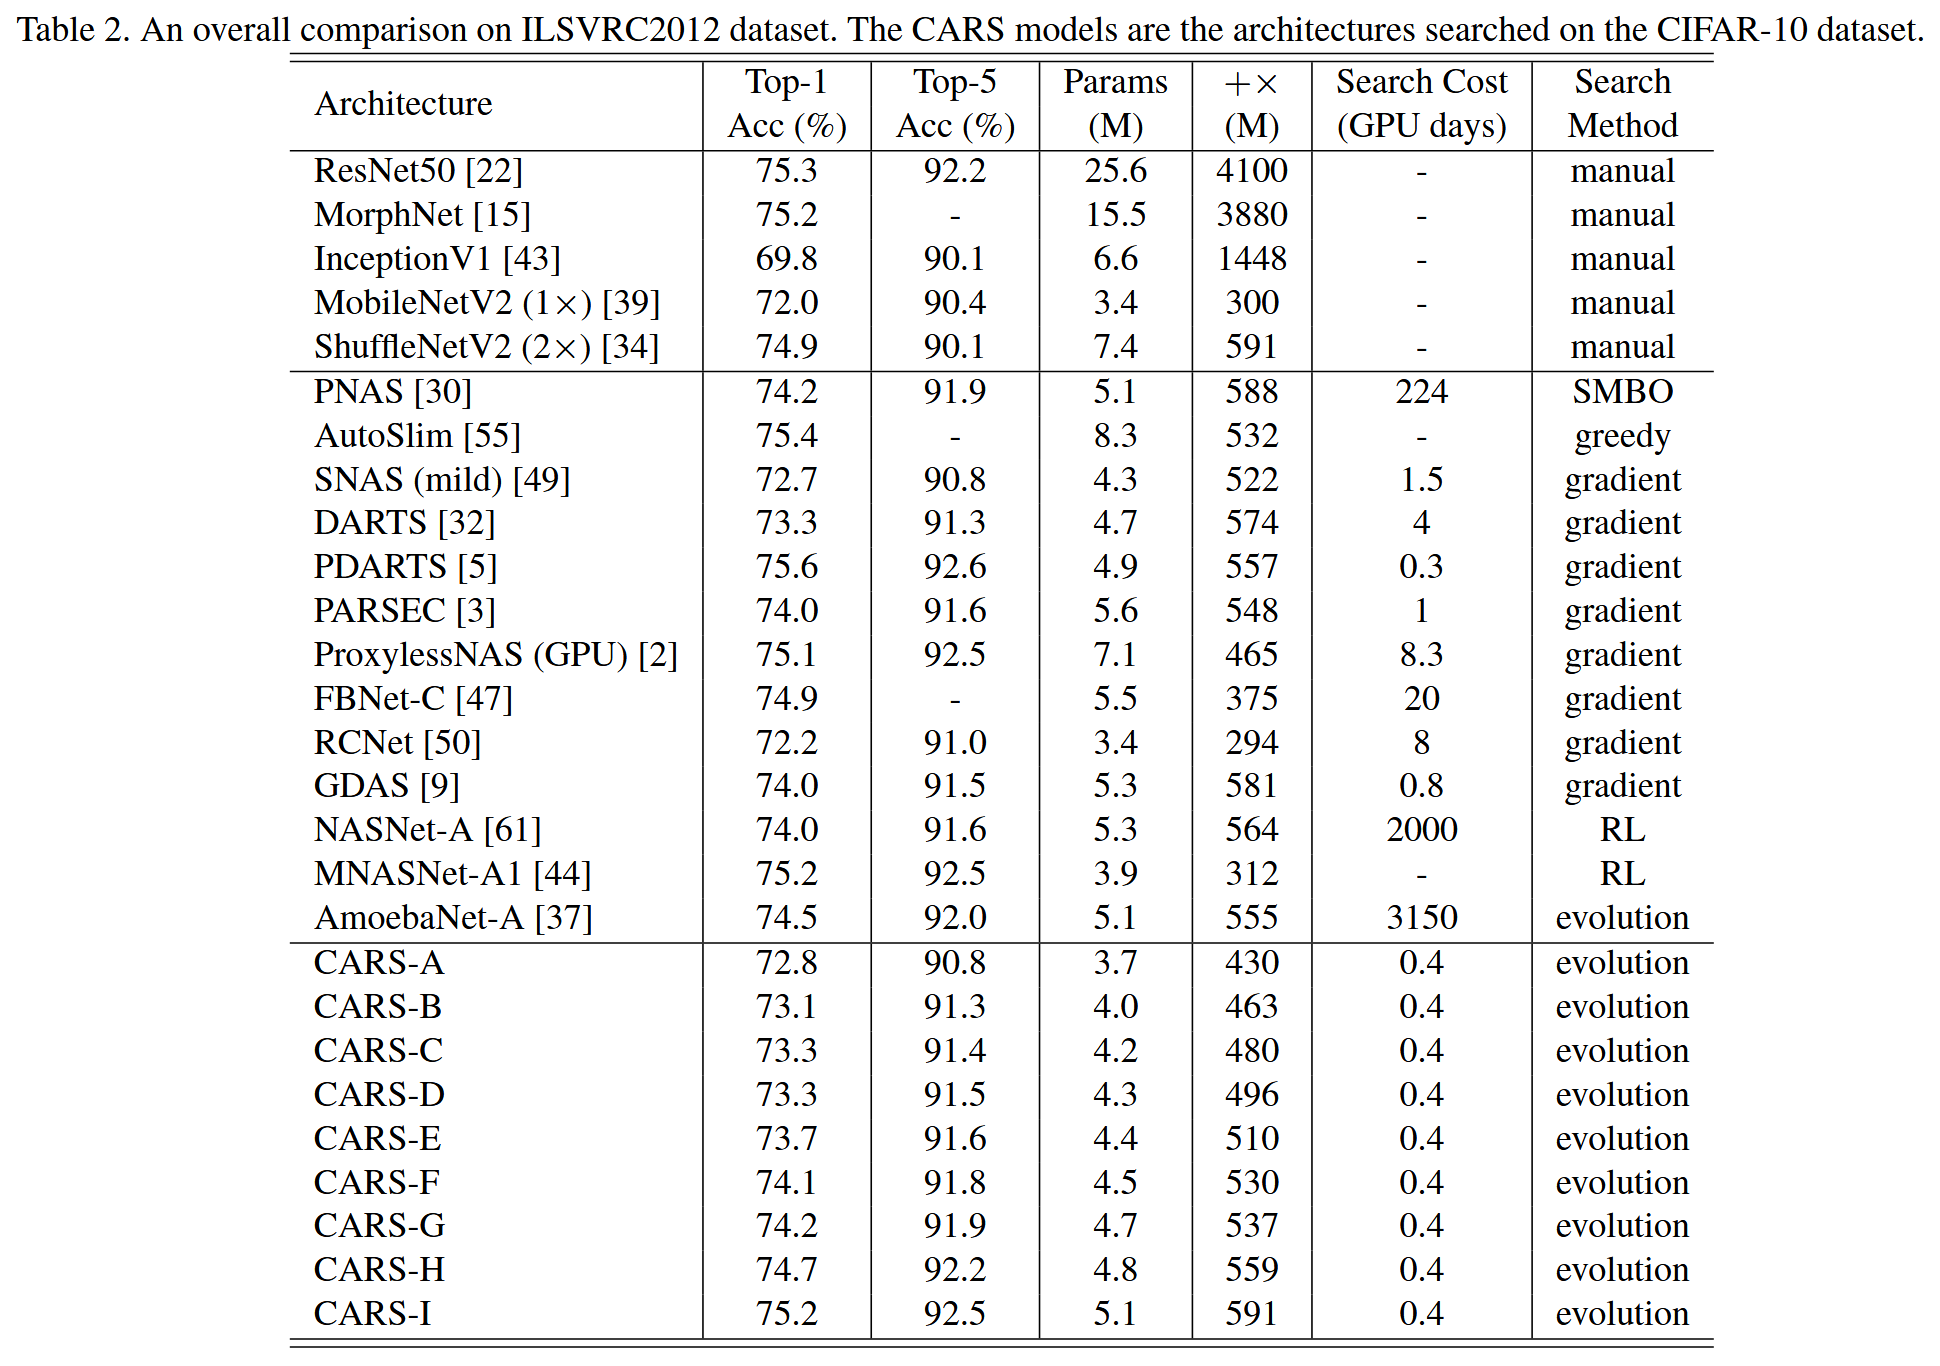 Table 2. An overall comparison on ILSVRC2012 dataset. The CARS models are the architectures searched on the CIFAR-10 dataset.
Architecture Top-1 Acc (%) Top-5 Acc (%) Params (M) +× (M) Search Cost (GPU days) Search Method
ResNet50 [22] 75.3 92.2 25.6 4100 - manual
MorphNet [15] 75.2 - 15.5 3880 - manual
InceptionV1 [43] 69.8 90.1 6.6 1448 - manual
MobileNetV2 (1×) [39] 72.0 90.4 3.4 300 - manual
ShuffleNetV2 (2×) [34] 74.9 90.1 7.4 591 - manual
PNAS [30] 74.2 91.9 5.1 588 224 SMBO
AutoSlim [55] 75.4 - 8.3 532 - greedy
SNAS (mild) [49] 72.7 90.8 4.3 522 1.5 gradient
DARTS [32] 73.3 91.3 4.7 574 4 gradient
PDARTS [5] 75.6 92.6 4.9 557 0.3 gradient
PARSEC [3] 74.0 91.6 5.6 548 1 gradient
ProxylessNAS (GPU) [2] 75.1 92.5 7.1 465 8.3 gradient
FBNet-C [47] 74.9 - 5.5 375 20 gradient
RCNet [50] 72.2 91.0 3.4 294 8 gradient
GDAS [9] 74.0 91.5 5.3 581 0.8 gradient
NASNet-A [61] 74.0 91.6 5.3 564 2000 RL
MNASNet-A1 [44] 75.2 92.5 3.9 312 - RL
AmoebaNet-A [37] 74.5 92.0 5.1 555 3150 evolution
CARS-A 72.8 90.8 3.7 430 0.4 evolution
CARS-B 73.1 91.3 4.0 463 0.4 evolution
CARS-C 73.3 91.4 4.2 480 0.4 evolution
CARS-D 73.3 91.5 4.3 496 0.4 evolution
CARS-E 73.7 91.6 4.4 510 0.4 evolution
CARS-F 74.1 91.8 4.5 530 0.4 evolution
CARS-G 74.2 91.9 4.7 537 0.4 evolution
CARS-H 74.7 92.2 4.8 559 0.4 evolution
CARS-I 75.2 92.5 5.1 591 0.4 evolution